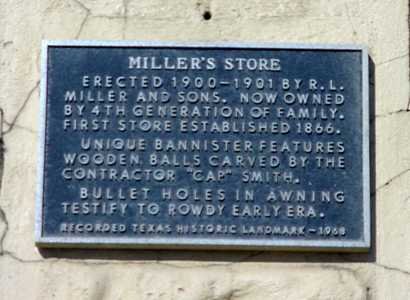 MILLER'S STORE
ERECTED 1900-1901 BY R.L.
MILLER AND SONS. NOW OWNED
BY 4TH GENERATION OF FAMILY.
FIRST STORE ESTABLISHED 1866.
UNIQUE BANNISTER FEATURES
WOODEN BALLS CARVED BY THE
CONTRACTOR "CAP" SMITH.
BULLET HOLES IN AWNING
TESTIFY TO ROWDY EARLY ERA.
RECORDED TEXAS HISTORIC LANDMARK-1968